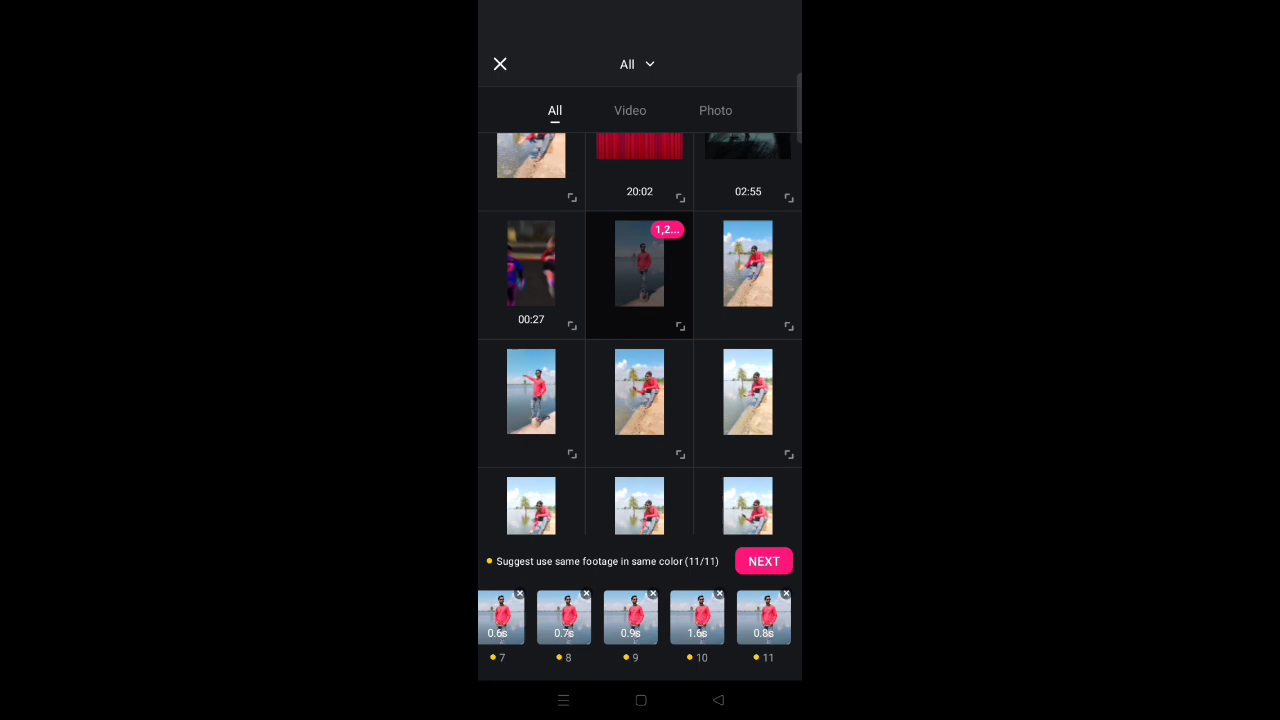 All
All Video Photo
20:02 02:55
1,2...
00:27
Suggest use same footage in same color (11/11) NEXT
0.6s 0.7s 0.9s 1.6s 0.8s
7 8 9 10 11